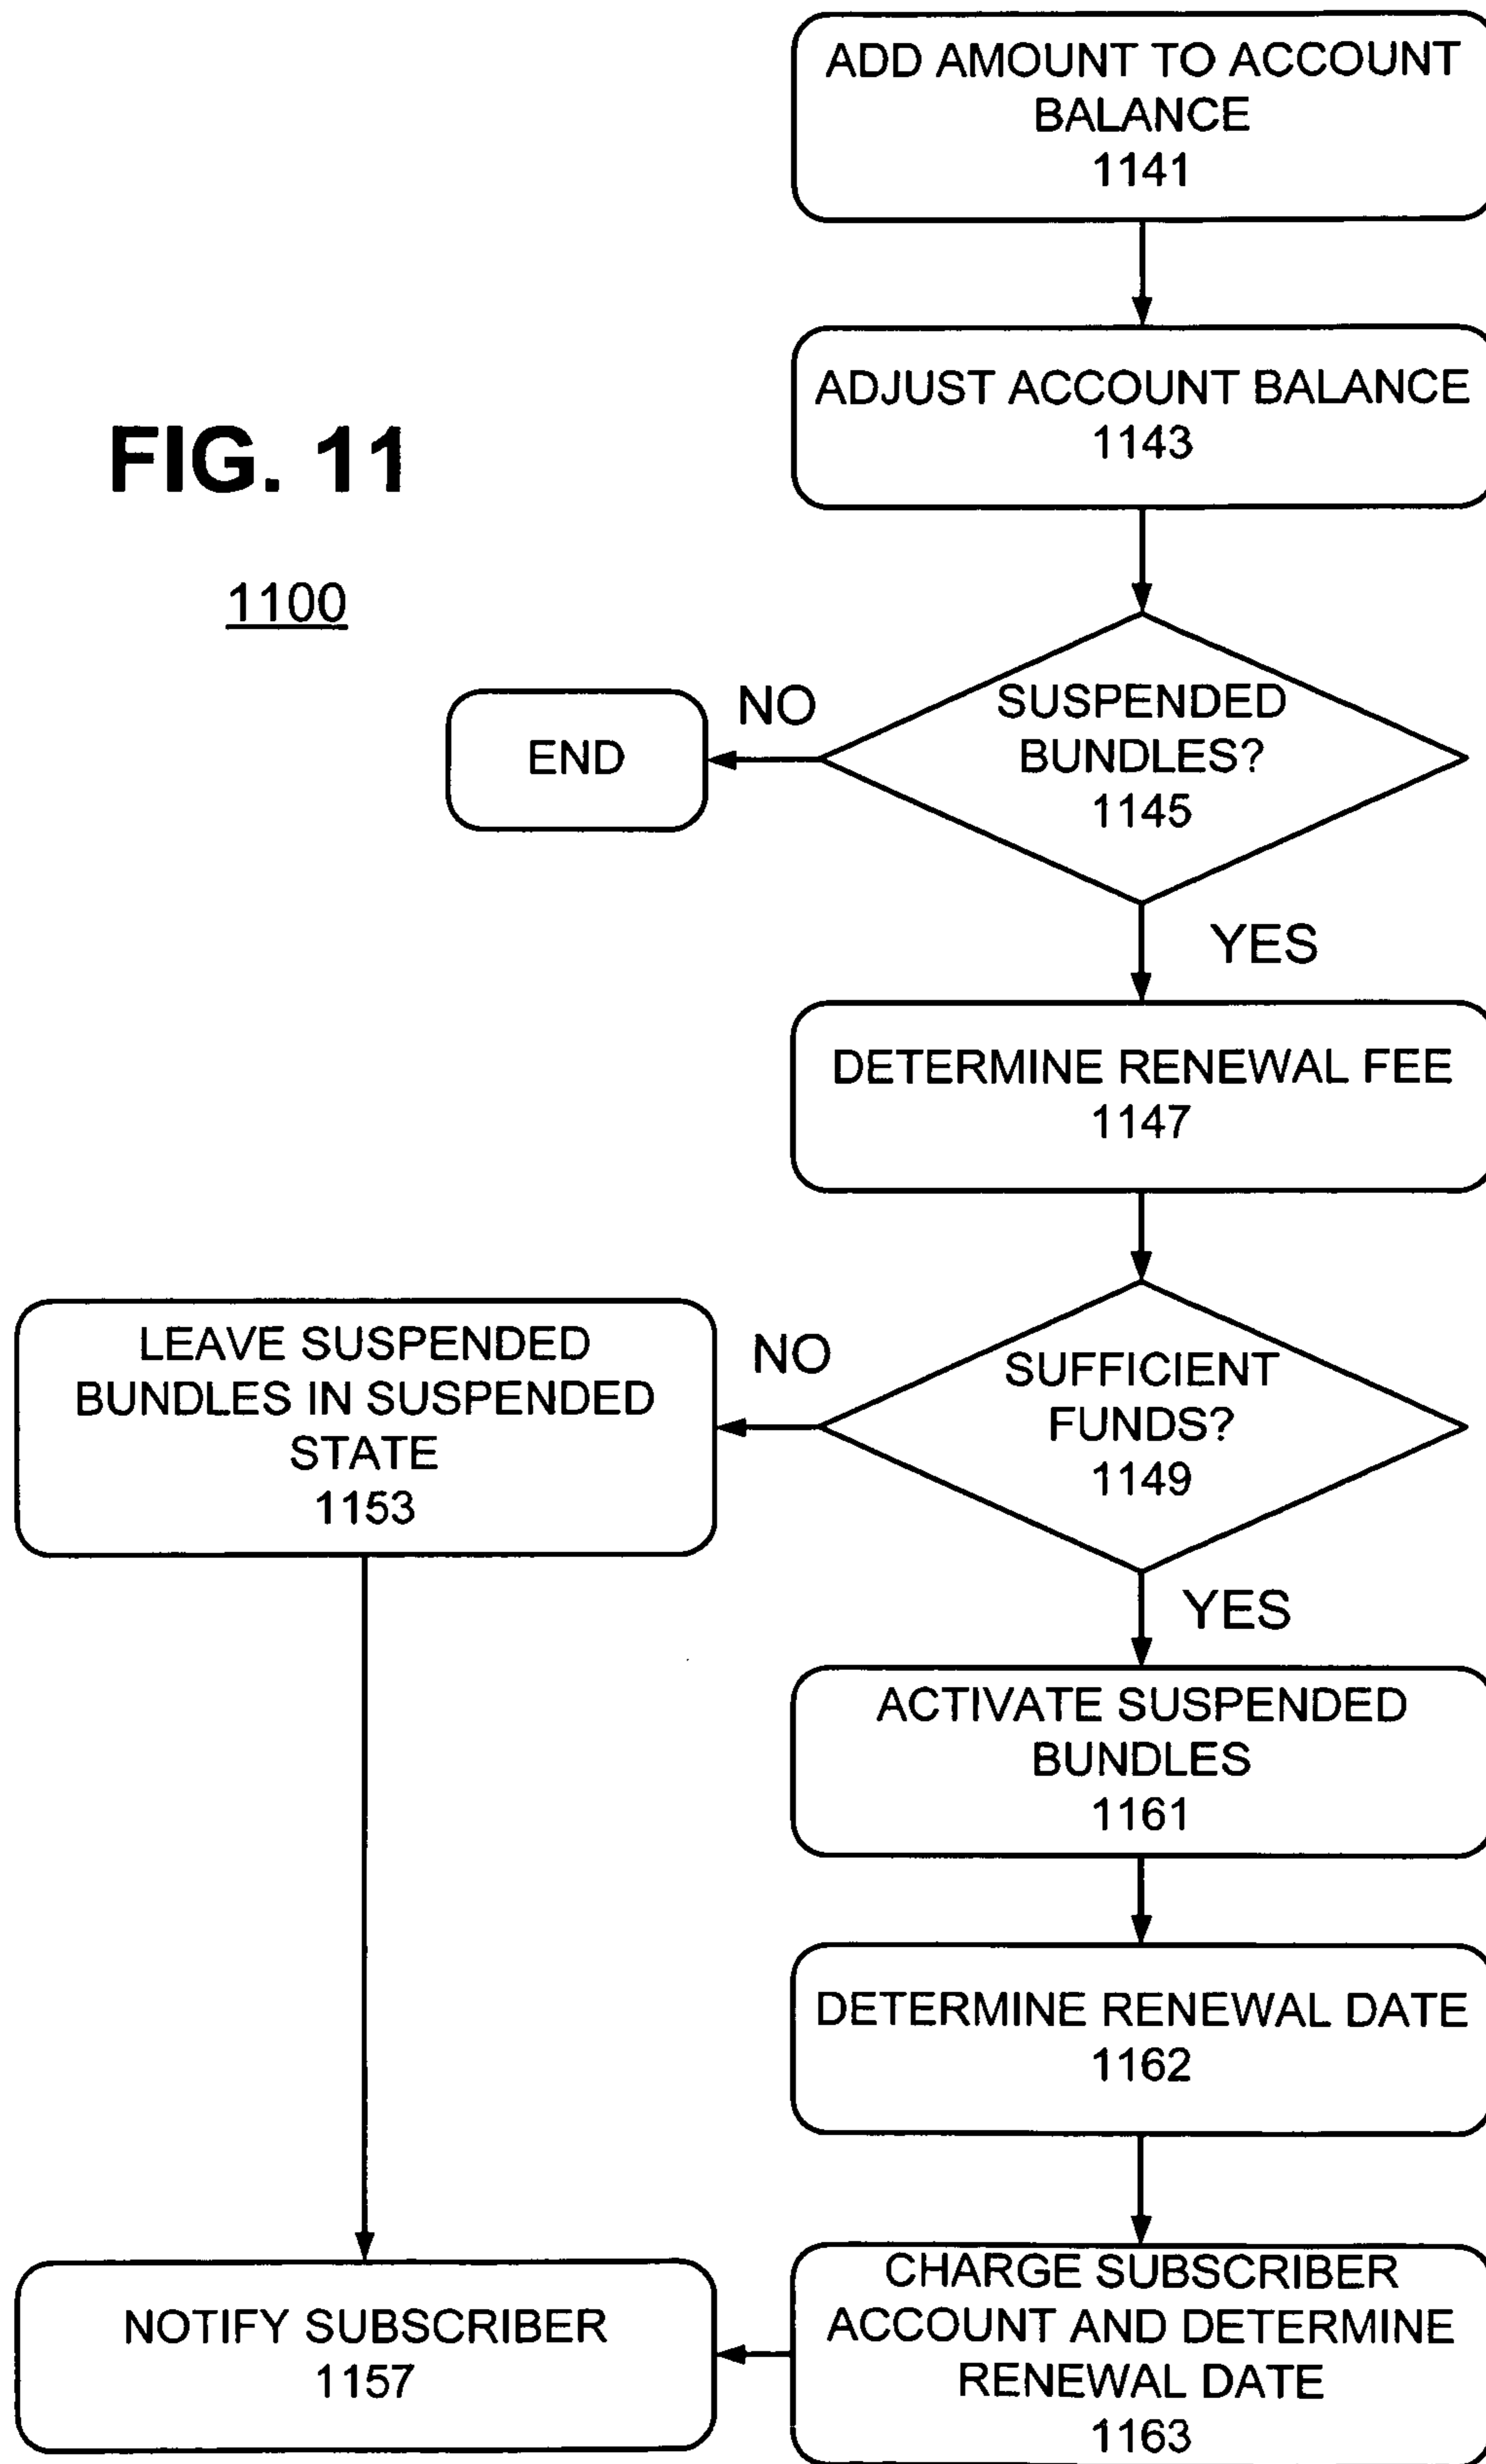 ADD AMOUNT TO ACCOUNT
BALANCE
1141
ADJUST ACCOUNT BALANCE
1143
FIG. 11
1100
SUSPENDED
BUNDLES?
1145
NO
END
YES
DETERMINE RENEWAL FEE
1147
SUFFICIENT
FUNDS?
1149
NO
LEAVE SUSPENDED
BUNDLES IN SUSPENDED
STATE
1153
YES
ACTIVATE SUSPENDED
BUNDLES
1161
DETERMINE RENEWAL DATE
1162
CHARGE SUBSCRIBER
ACCOUNT AND DETERMINE
RENEWAL DATE
1163
NOTIFY SUBSCRIBER
1157